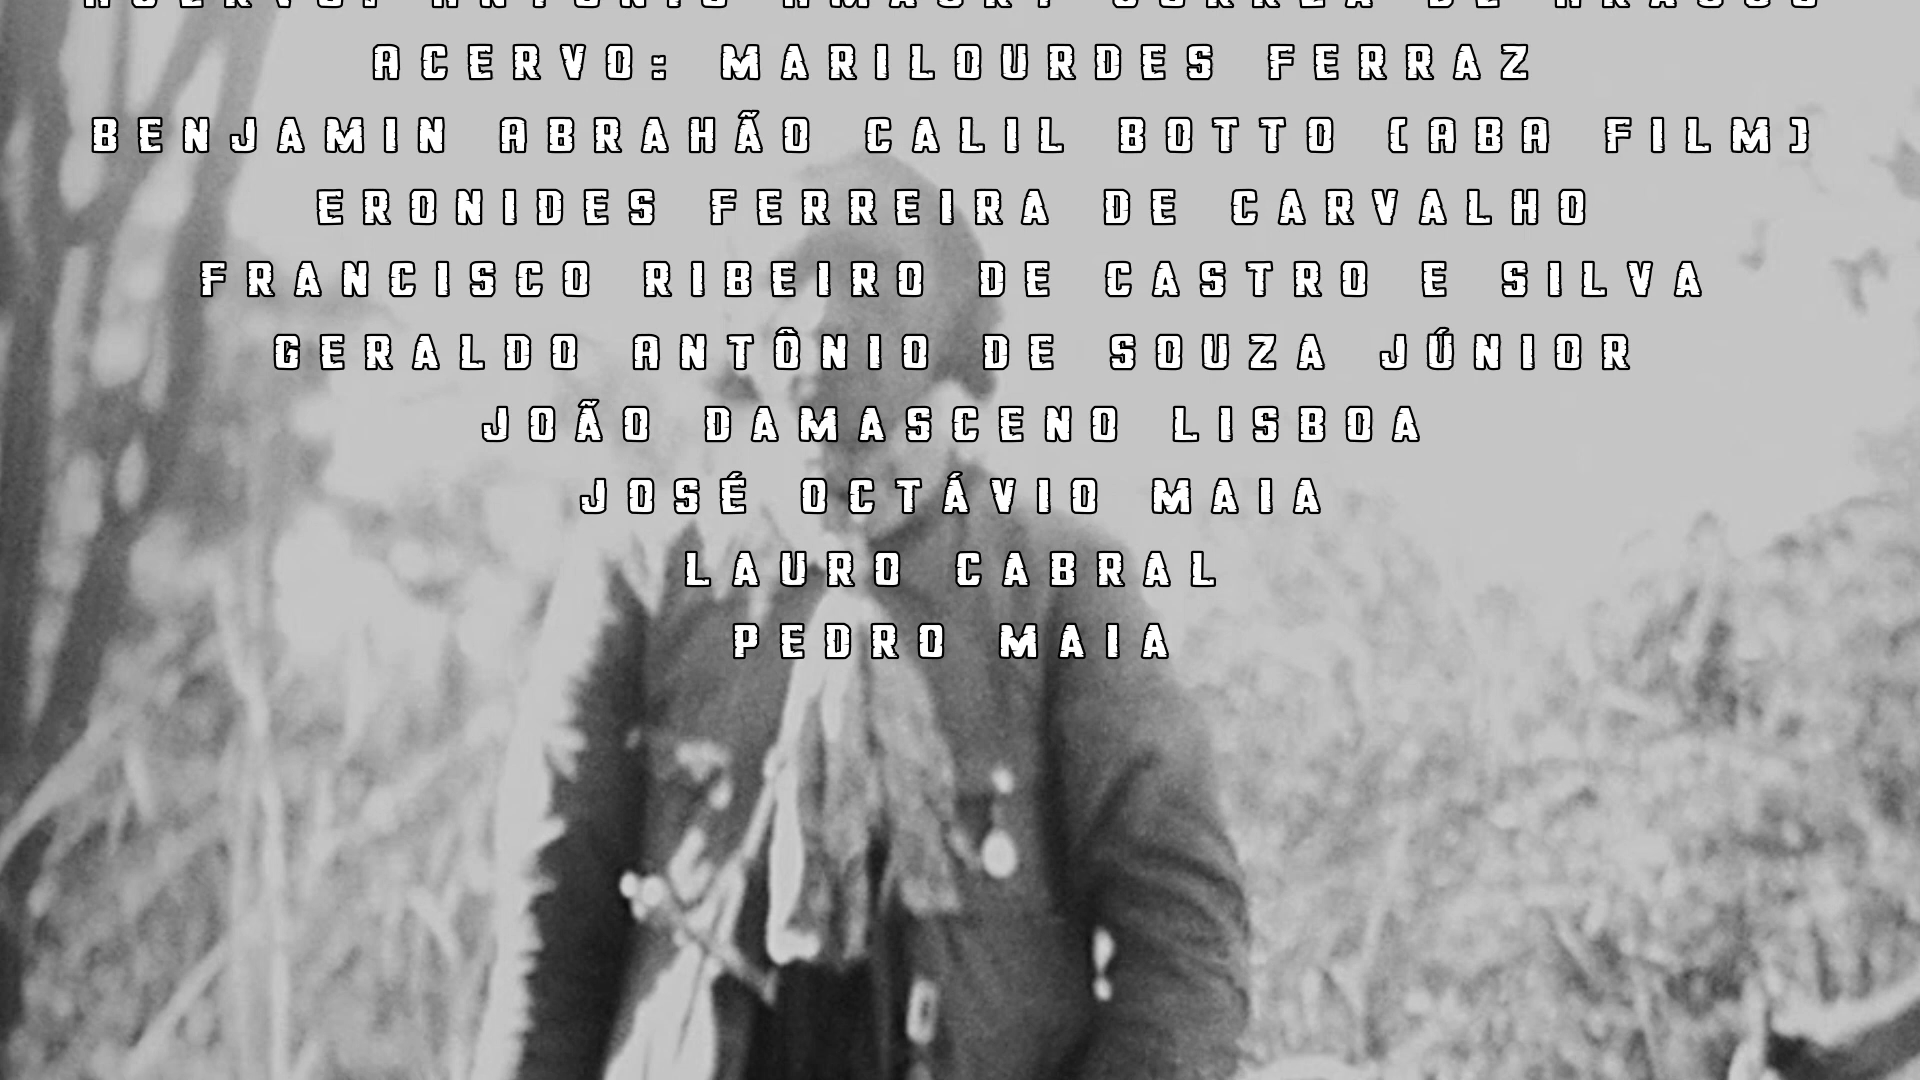 ACERVO: MARILOURDES FERRAZ
BENJAMIN ABRAHÃO CALIL BOTTO (ABA FILM)
ERONIDES FERREIRA DE CARVALHO
FRANCISCO RIBEIRO DE CASTRO E SILVA
GERALDO ANTÔNIO DE SOUZA JÚNIOR
JOÃO DAMASCENO LISBOA
JOSÉ OCTÁVIO MAIA
LAURO CABRAL
PEDRO MAIA